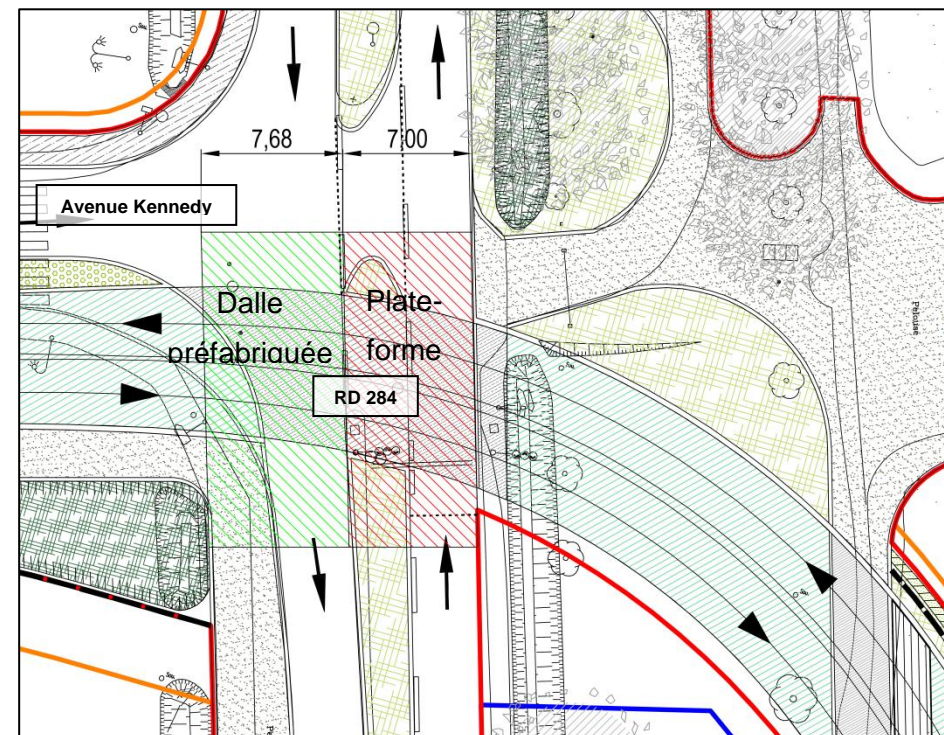 7,68
7,00
Avenue Kennedy
Dalle
préfabriquée
Plate-
forme
RD 284
Pelouse